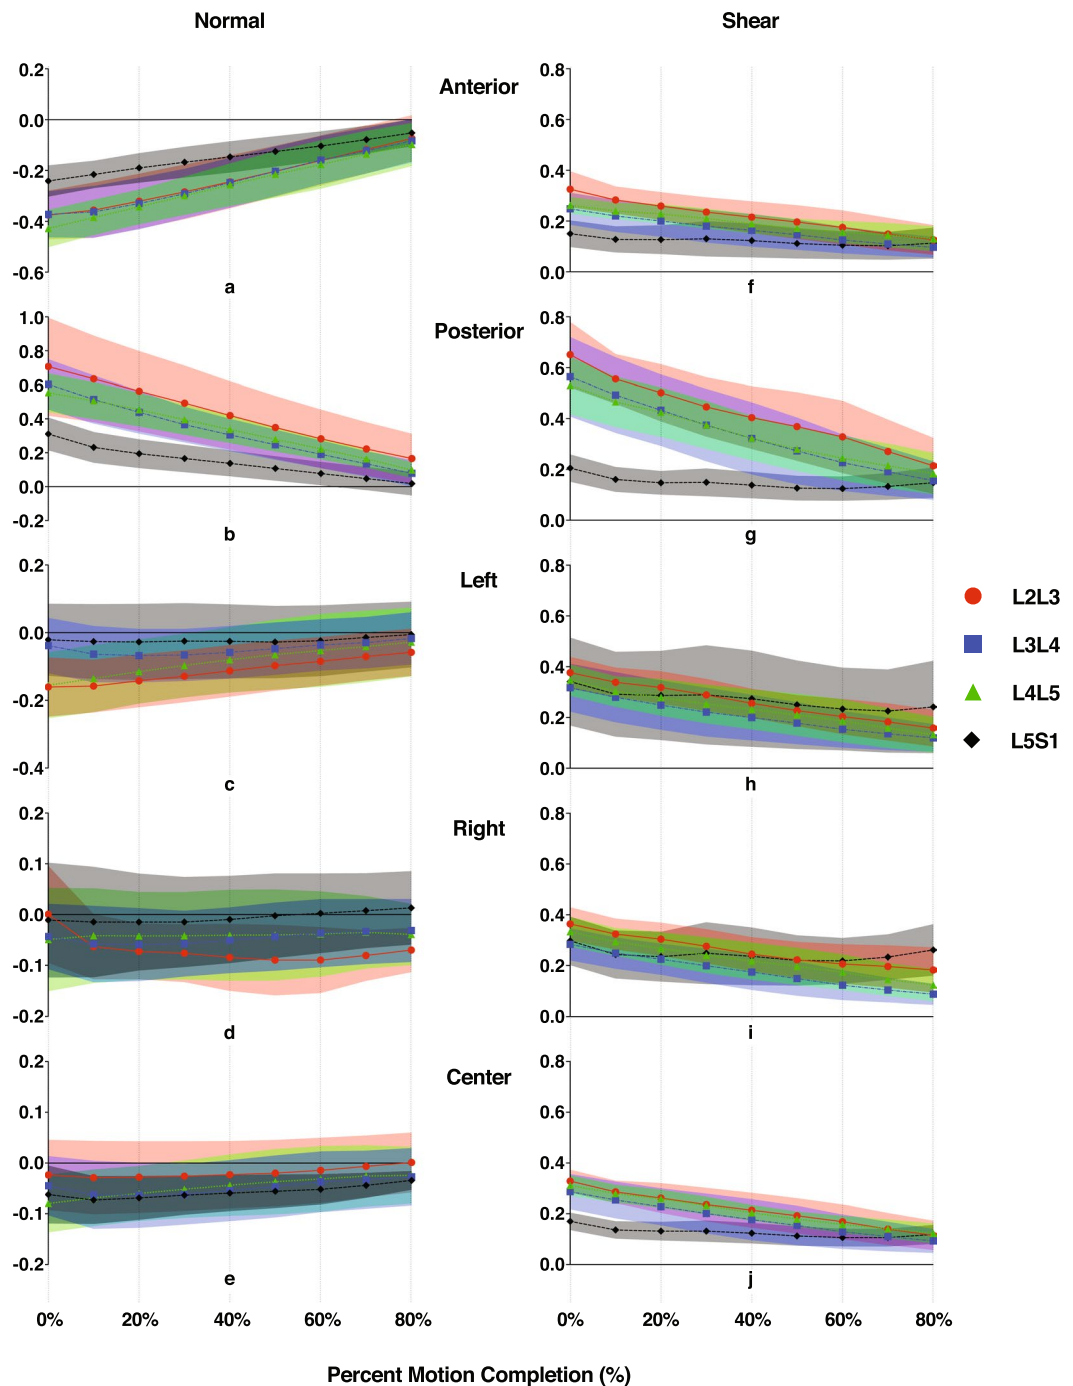 Normal Shear
Anterior
0.2
0.0
-0.2
-0.4
-0.6
a
0.8
0.6
0.4
0.2
0.0
f
Posterior
1.0
0.8
0.6
0.4
0.2
0.0
-0.2
b
0.8
0.6
0.4
0.2
0.0
g
Left
0.2
0.0
-0.2
-0.4
c
0.8
0.6
0.4
0.2
0.0
h
L2L3
L3L4
L4L5
L5S1
Right
0.2
0.1
0.0
-0.1
-0.2
d
0.8
0.6
0.4
0.2
0.0
i
Center
0.2
0.1
0.0
-0.1
-0.2
e
0.8
0.6
0.4
0.2
0.0
j
0% 20% 40% 60% 80%
0% 20% 40% 60% 80%
Percent Motion Completion (%)